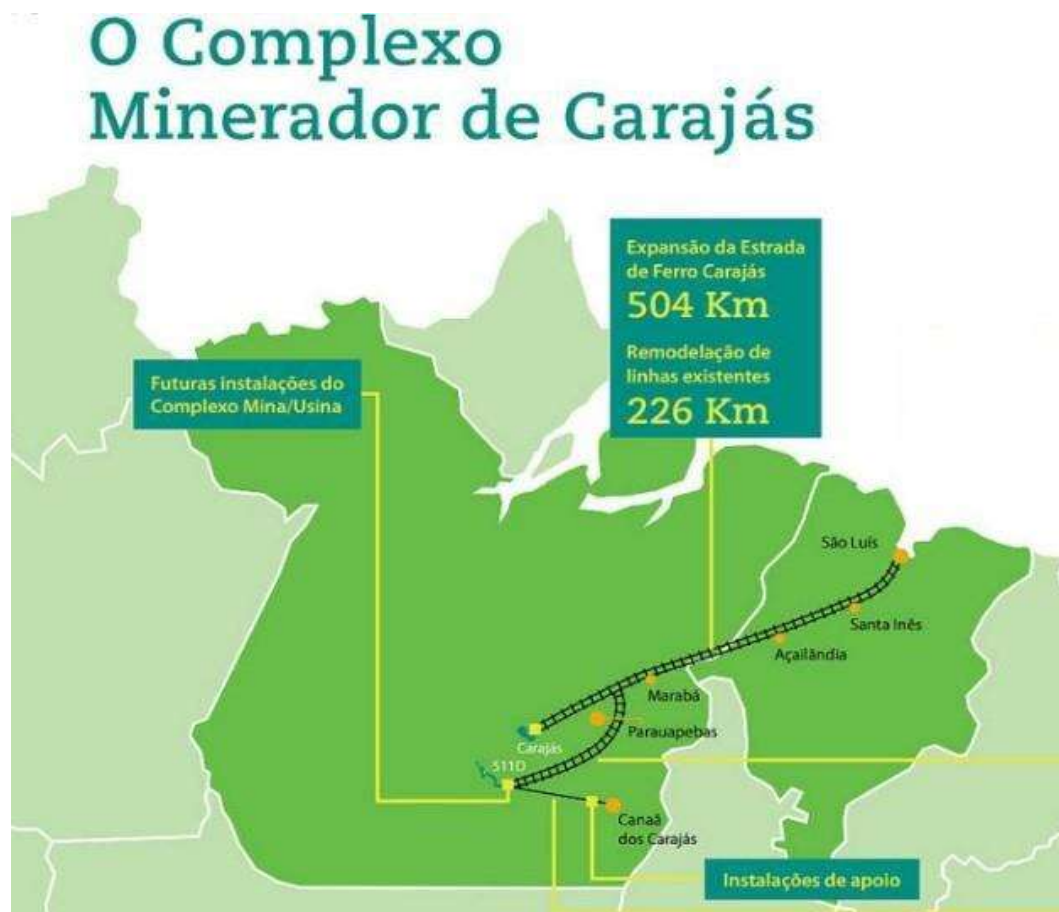 O Complexo
Minerador de Carajás
Expansão da Estrada
de Ferro Carajás
504 Km
Remodelação de
linhas existentes
226 Km
Futuras instalações do
Complexo Mina/Usina
São Luís
Santa Inês
Açailândia
Marabá
Parauapebas
Carajás
S11D
Canaã
dos Carajás
Instalações de apoio